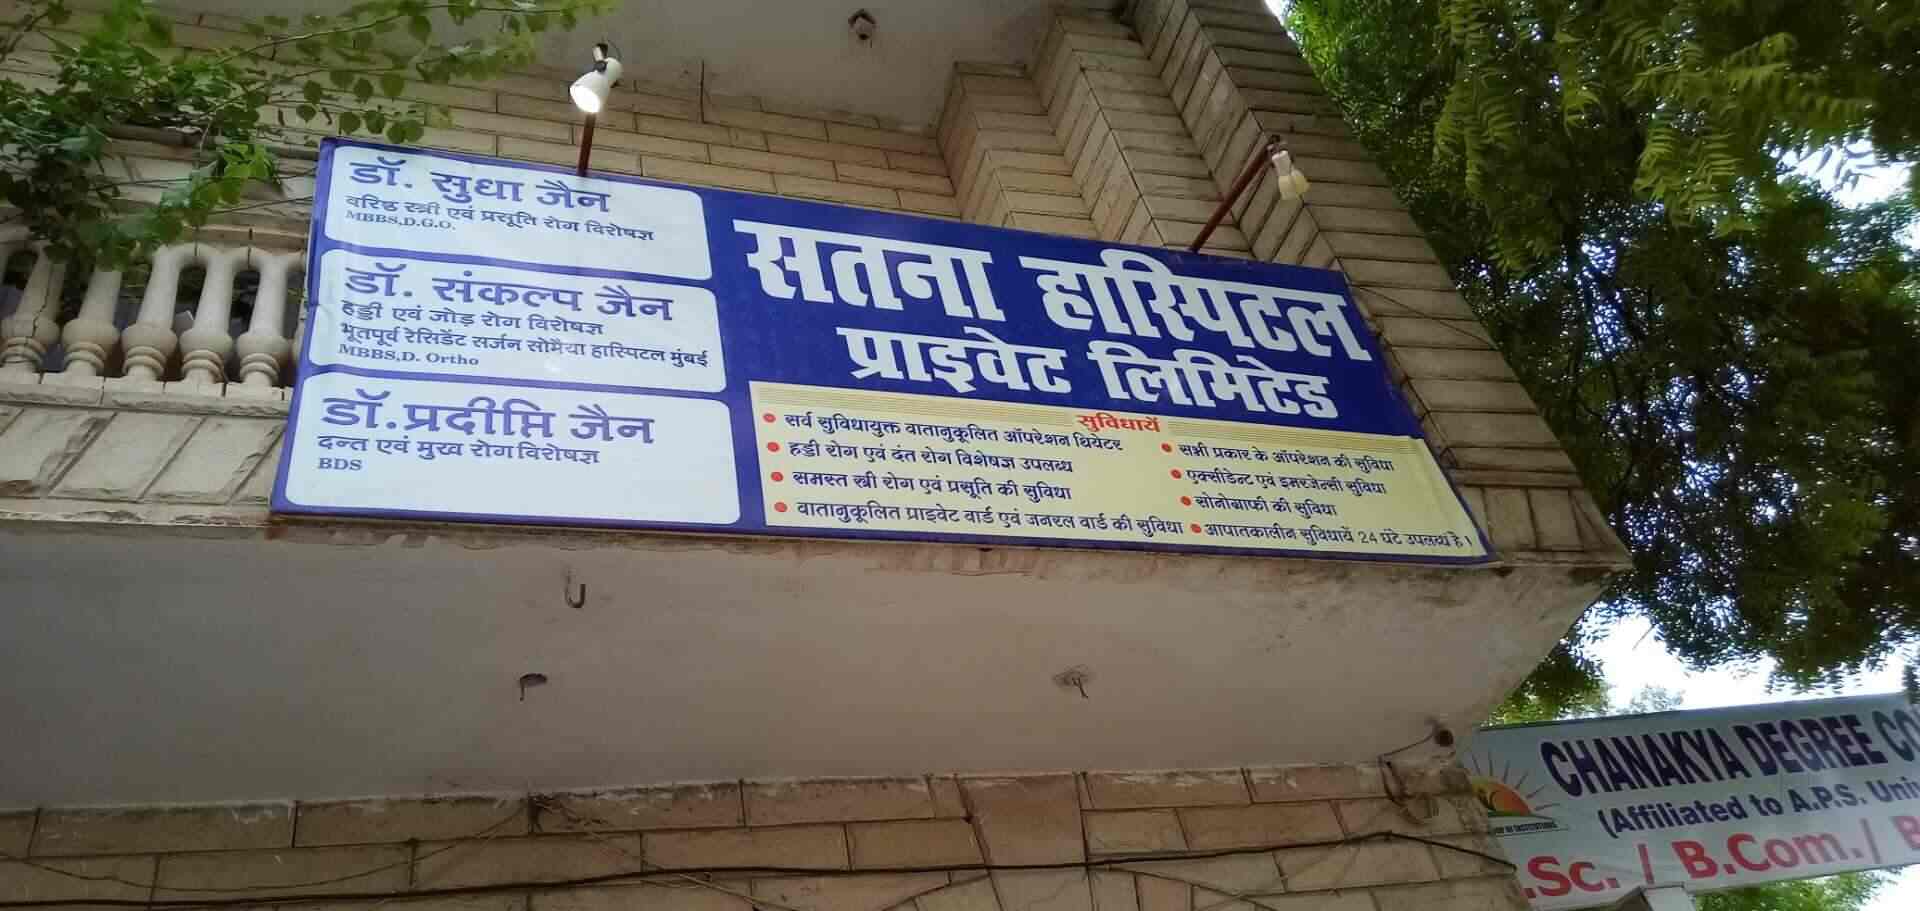 डॉ. सुधा जैन
वरिष्ठ स्त्री एवं प्रसूति रोग विशेषज्ञ
MBBS,D.G.O.
डॉ. संकल्प जैन
हड्डी एवं जोड़ रोग विशेषज्ञ
भूतपूर्व रेसिडेंट सर्जन सोमैया हास्पिटल मुंबई
MBBS,D. Ortho
डॉ.प्रदीप्ति जैन
दन्त एवं मुख रोग विशेषज्ञ
BDS
सतना हास्पिटल
प्राइवेट लिमिटेड
सुविधायें
• सर्व सुविधायुक्त वातानुकूलित ऑपरेशन थियेटर
• हड्डी रोग एवं दंत रोग विशेषज्ञ उपलब्ध
• समस्त स्त्री रोग एवं प्रसूति की सुविधा
• वातानुकूलित प्राइवेट वार्ड एवं जनरल वार्ड की सुविधा
• सभी प्रकार के ऑपरेशन की सुविधा
• एक्सीडेन्ट एवं इमरजेन्सी सुविधा
• सोनोग्राफी की सुविधा
• आपातकालीन सुविधायें 24 घंटे उपलब्ध है।
CHANAKYA DEGREE CO
(Affiliated to A.P.S. Univ
.Sc. / B.Com./ B